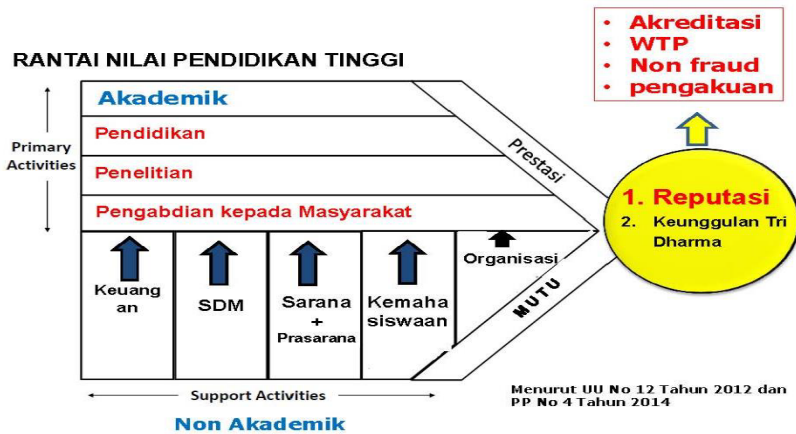 • Akreditasi
• WTP
• Non fraud
• pengakuan
RANTAI NILAI PENDIDIKAN TINGGI
Primary
Activities
Akademik
Pendidikan
Penelitian
Pengabdian kepada Masyarakat
Prestasi
1. Reputasi
2. Keunggulan Tri
Dharma
Keuang
an
SDM
Sarana
+
Prasarana
Kemaha
siswaan
Organisasi
MUTU
Support Activities
Non Akademik
Menurut UU No 12 Tahun 2012 dan
PP No 4 Tahun 2014